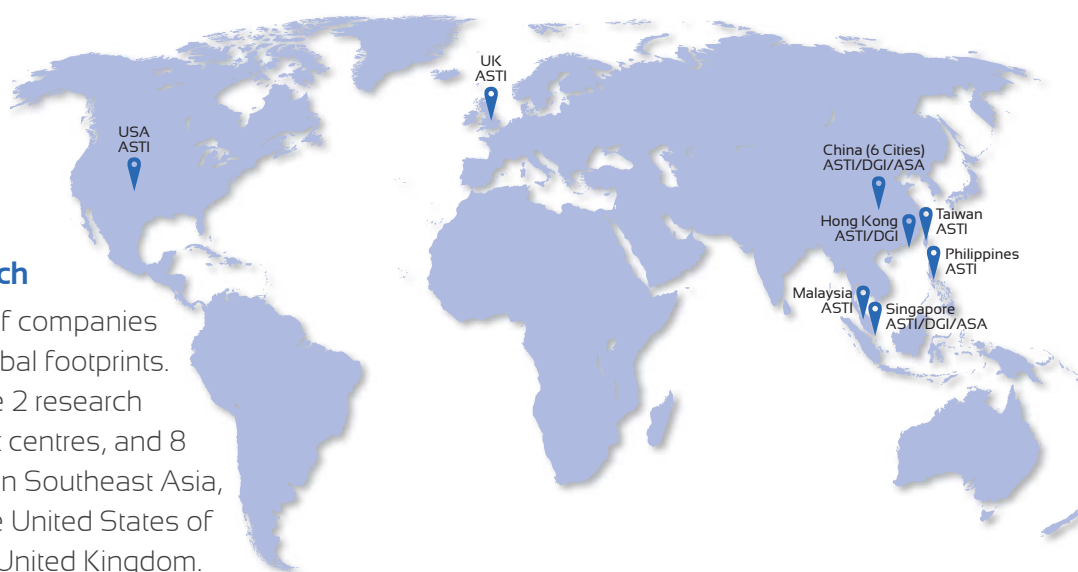 UK
ASTI
USA
ASTI
China (6 Cities)
ASTI/DGI/ASA
Hong Kong
ASTI/DGI
Taiwan
ASTI
Philippines
ASTI
Malaysia
ASTI
Singapore
ASTI/DGI/ASA
companies
footprints.
2 research
centres, and 8
Southeast Asia,
United States of
United Kingdom,